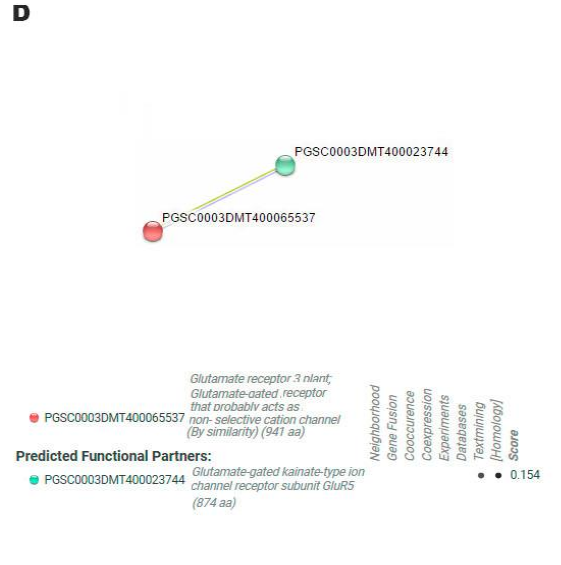 D
PGSC0003DMT400023744
PGSC0003DMT400065537
Glutamate receptor 3 plant;
Glutamate-gated receptor
that probably acts as
PGSC0003DMT400065537 non- selective cation channel
(By similarity) (941 aa)
Neighborhood
Gene Fusion
Cooccurence
Coexpression
Experiments
Databases
Textmining
[Homology]
Score
Predicted Functional Partners:
Glutamate-gated kainate-type ion
PGSC0003DMT400023744 channel receptor subunit GluR5
(874 aa)
0.154